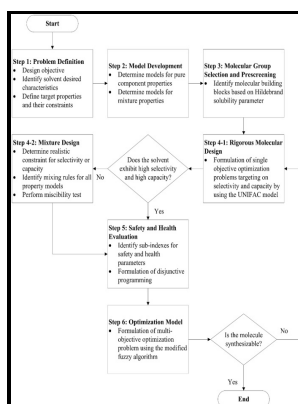 Start
Step 1: Problem Definition
• Design objective
• Identify solvent desired
characteristics
• Define target properties
and their constraints
Step 2: Model Development
• Determine models for pure
component properties
• Determine models for
mixture properties
Step 3: Molecular Group
Selection and Prescreening
• Identify molecular building
blocks based on Hildebrand
solubility parameter
Step 4-1: Rigorous Molecular
Design
• Formulation of single
objective optimization
problems targeting on
selectivity and capacity by
using the UNIFAC model
Does the
solvent
exhibit high selectivity
and high capacity?
No
Yes
Step 4-2: Mixture Design
• Determine realistic
constraint for selectivity or
capacity
• Identify mixing rules for all
property models
• Perform miscibility test
Step 5: Safety and Health
Evaluation
• Identify sub-indexes for
safety and health
parameters
• Formulation of disjunctive
programming
Step 6: Optimization Model
• Formulation of multi-
objective optimization
problem using the modified
fuzzy algorithm
Is the molecule
synthesizable?
No
Yes
End